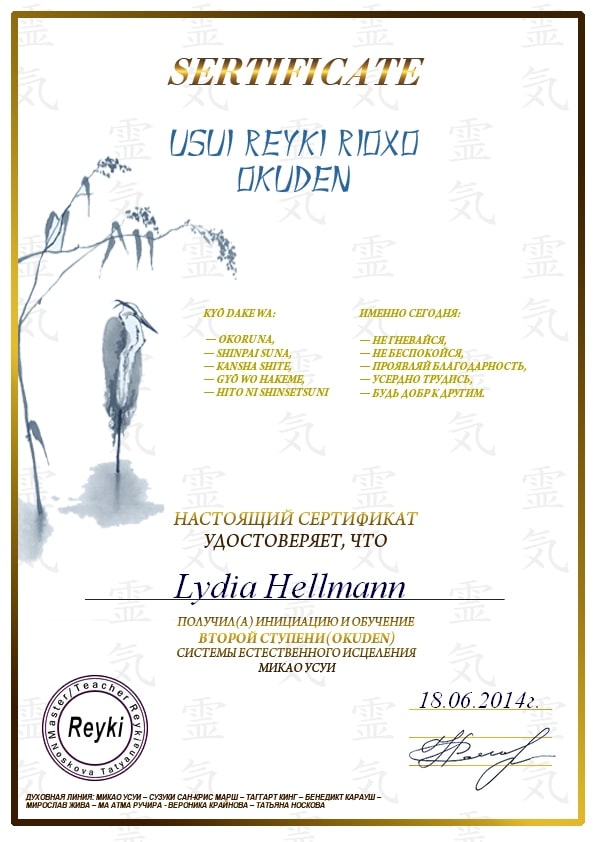 SERTIFICATE
USUI REYKI RIOXO
OKUDEN
KYŌ DAKE WA:
— OKORUNA,
— SHINPAI SUNA,
— KANSHA SHITE,
— GYŌ WO HAKEME,
— HITO NI SHINSETSUNI
ИМЕННО СЕГОДНЯ:
— НЕ ГНЕВАЙСЯ,
— НЕ БЕСПОКОЙСЯ,
— ПРОЯВЛЯЙ БЛАГОДАРНОСТЬ,
— УСЕРДНО ТРУДИСЬ,
— БУДЬ ДОБР К ДРУГИМ.
НАСТОЯЩИЙ СЕРТИФИКАТ
УДОСТОВЕРЯЕТ, ЧТО
Lydia Hellmann
ПОЛУЧИЛ(А) ИНИЦИАЦИЮ И ОБУЧЕНИЕ
ВТОРОЙ СТУПЕНИ(OKUDEN)
СИСТЕМЫ ЕСТЕСТВЕННОГО ИСЦЕЛЕНИЯ
МИКАО УСУИ
18.06.2014г.
Master/Teacher Reykia
Reyki
Noskova Tatyana
ДУХОВНАЯ ЛИНИЯ: МИКАО УСУИ – СУЗУКИ САН-КРИС МАРШ – ТАГГАРТ КИНГ – БЕНЕДИКТ КАРАУШ –
МИРОСЛАВ ЖИВА – МА АТМА РУЧИРА - ВЕРОНИКА КРАЙНОВА – ТАТЬЯНА НОСКОВА
靈気